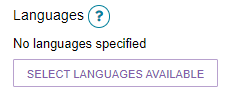 Languages ?
No languages specified
SELECT LANGUAGES AVAILABLE